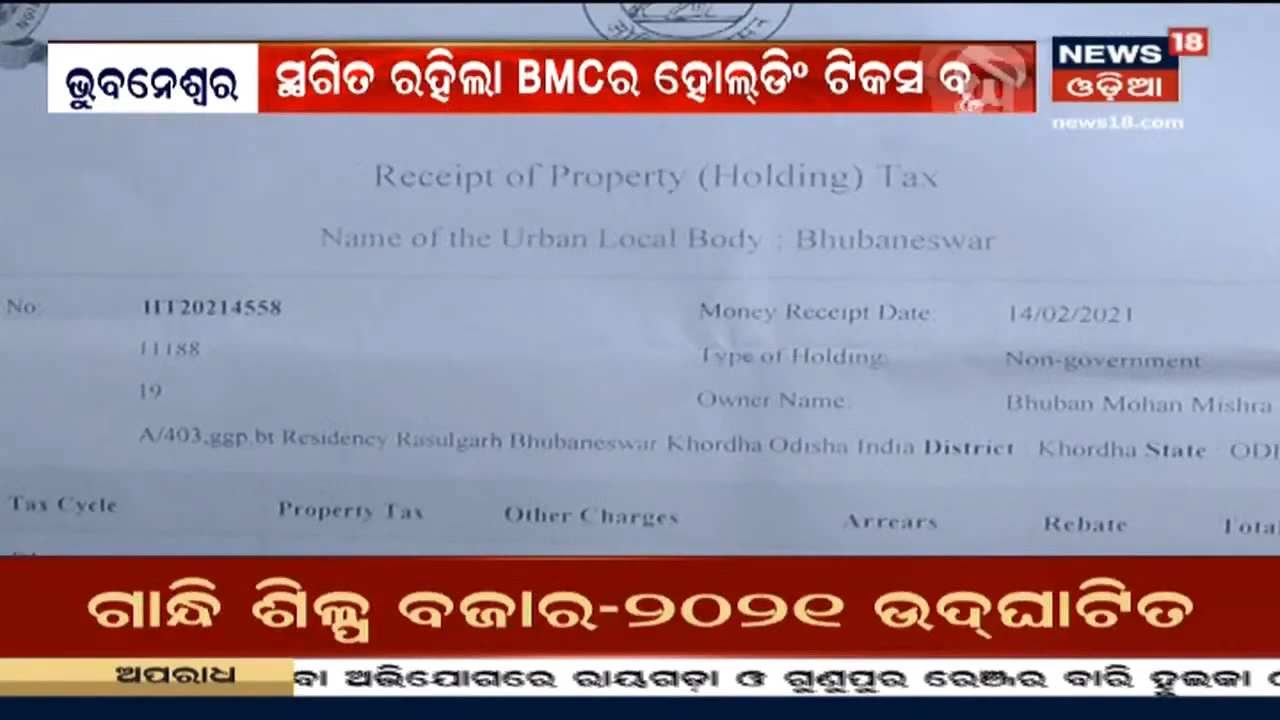 ଭୁବନେଶ୍ୱର
ସ୍ଥଗିତ ରହିଲା BMCର ହୋଲ୍‌ଡିଂ ଟିକସ
NEWS 18
ଓଡ଼ିଆ
news18.com
Receipt of Property (Holding) Tax
Name of the Urban Local Body : Bhubaneswar
No: HT20214558 Money Receipt Date: 14/02/2021
11188 Type of Holding: Non-government
19 Owner Name: Bhuban Mohan Mishra
A/403,ggp,bt Residency Rasulgarh Bhubaneswar Khordha Odisha India District : Khordha State ODI
Tax Cycle Property Tax Other Charges Arrears Rebate Total
ଗାନ୍ଧି ଶିଳ୍ପ ବଜାର-୨୦୨୧ ଉଦ୍‌ଘାଟିତ
ଅପରାଧ
ବା ଅଭିଯୋଗରେ ରାୟଗଡ଼ା ଓ ଗୁଣୁପୁର ରେଞ୍ଜର ବାରି ହୁଇକା